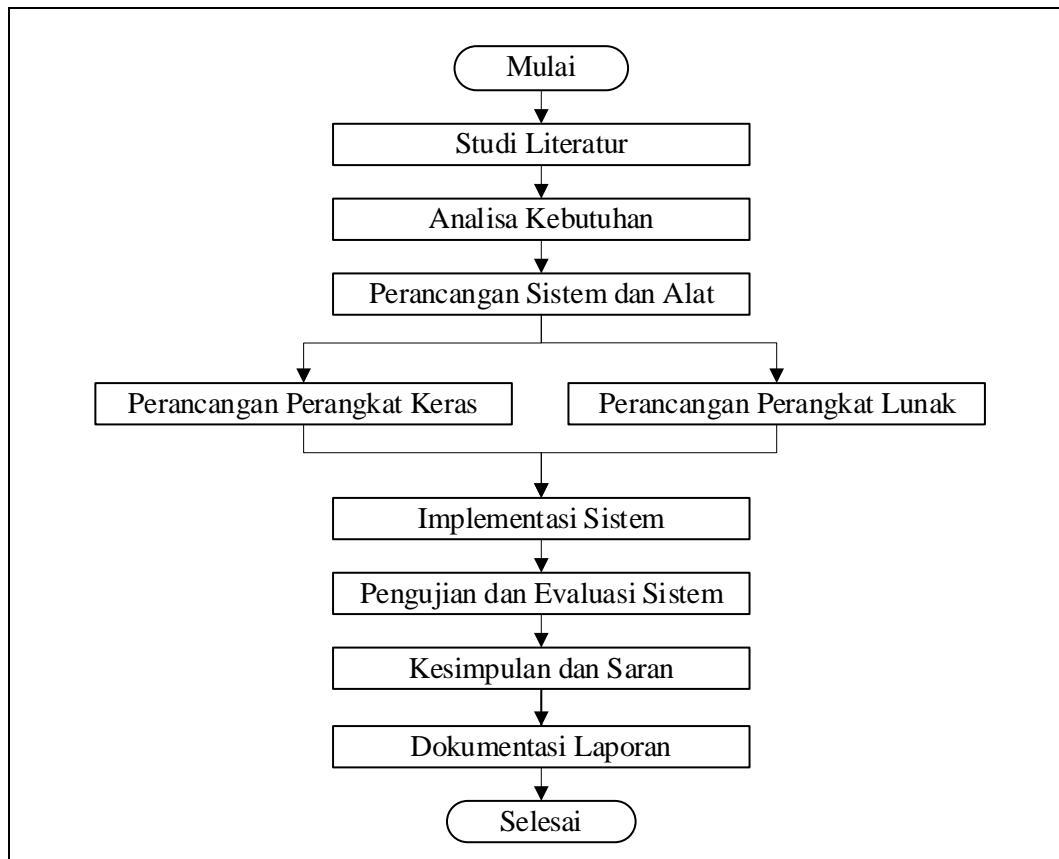 Mulai
Studi Literatur
Analisa Kebutuhan
Perancangan Sistem dan Alat
Perancangan Perangkat Keras
Perancangan Perangkat Lunak
Implementasi Sistem
Pengujian dan Evaluasi Sistem
Kesimpulan dan Saran
Dokumentasi Laporan
Selesai